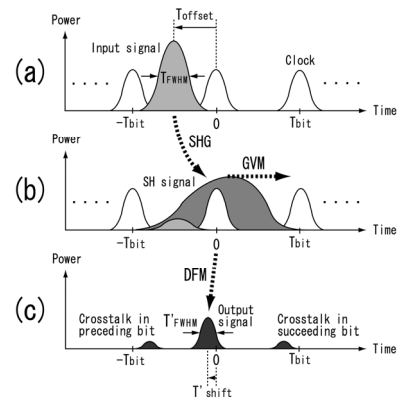 (a)
Power
Toffset
Input signal
TFWHM
Clock
Time
-Tbit
0
Tbit
SHG
(b)
Power
GVM
SH signal
Time
-Tbit
0
Tbit
DFM
(c)
Power
T'FWHM
Output
signal
Crosstalk in
preceding bit
Crosstalk in
succeeding bit
Time
-Tbit
0
Tbit
T'shift